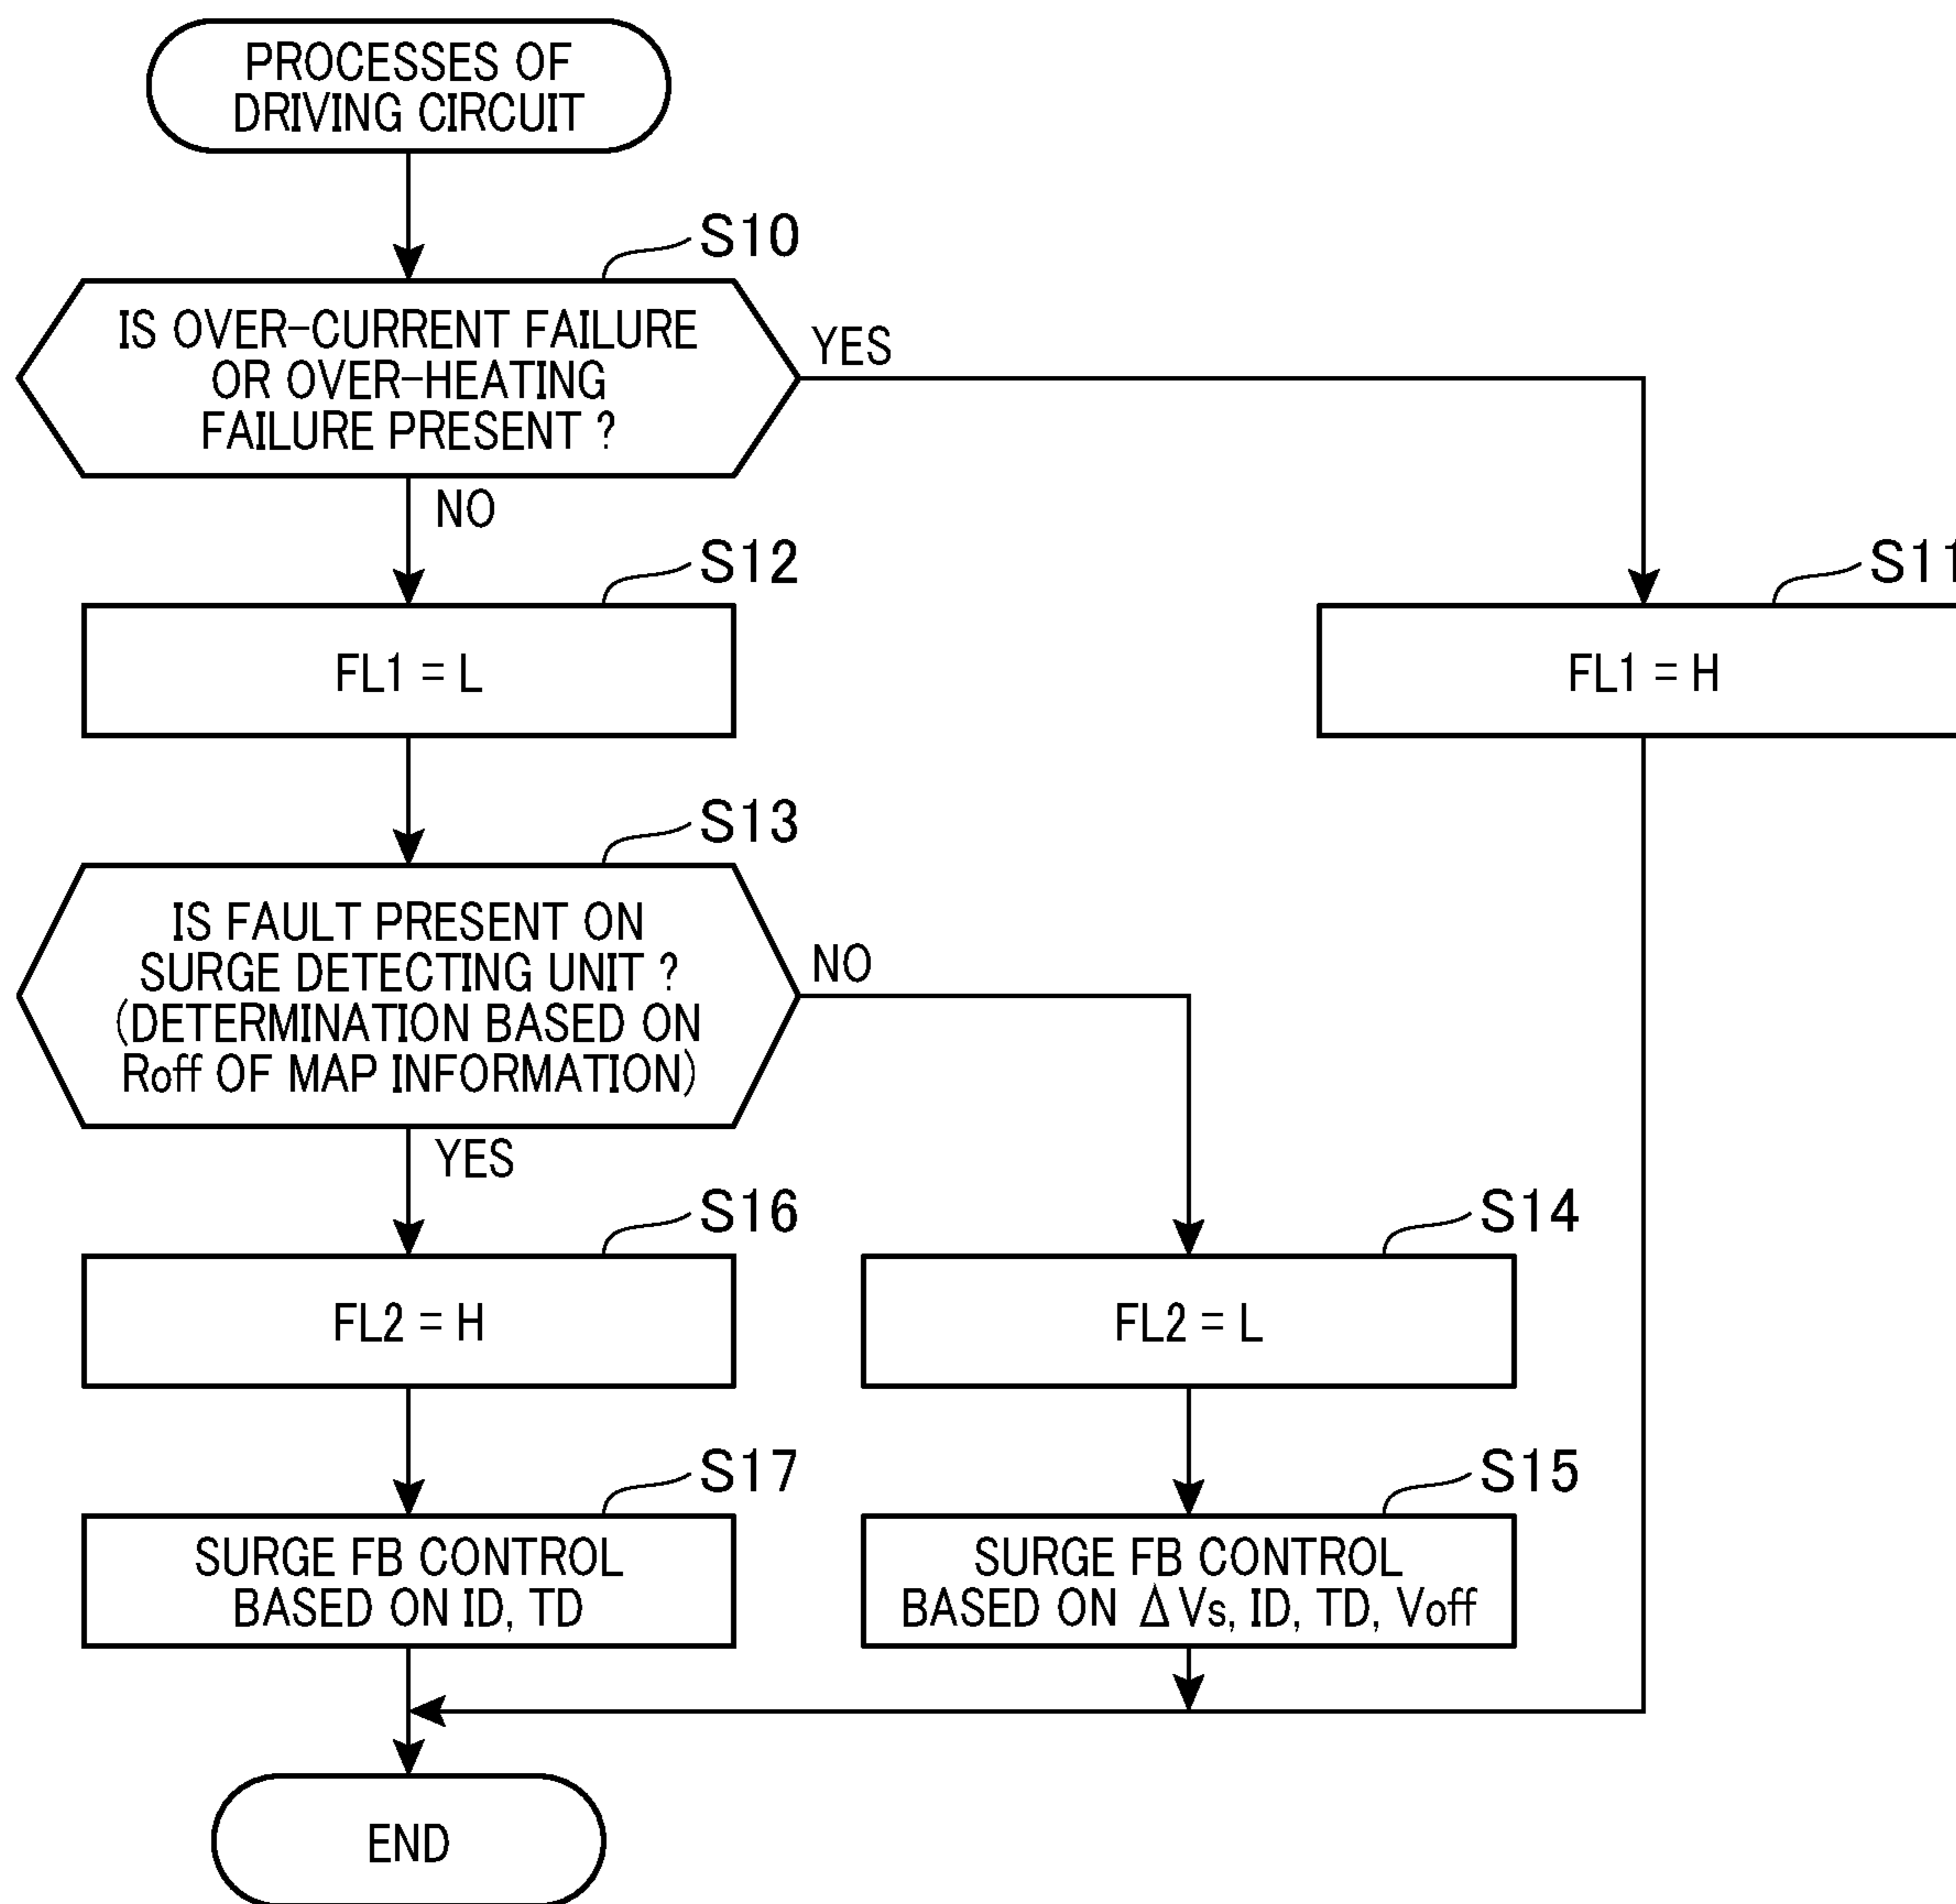 PROCESSES OF
DRIVING CIRCUIT
S10
IS OVER-CURRENT FAILURE
OR OVER-HEATING
FAILURE PRESENT ?
YES
NO
S12
S11
FL1 = L
FL1 = H
S13
IS FAULT PRESENT ON
SURGE DETECTING UNIT ?
(DETERMINATION BASED ON
Roff OF MAP INFORMATION)
NO
YES
S16
S14
FL2 = H
FL2 = L
S17
S15
SURGE FB CONTROL
BASED ON ID, TD
SURGE FB CONTROL
BASED ON Δ Vs, ID, TD, Voff
END